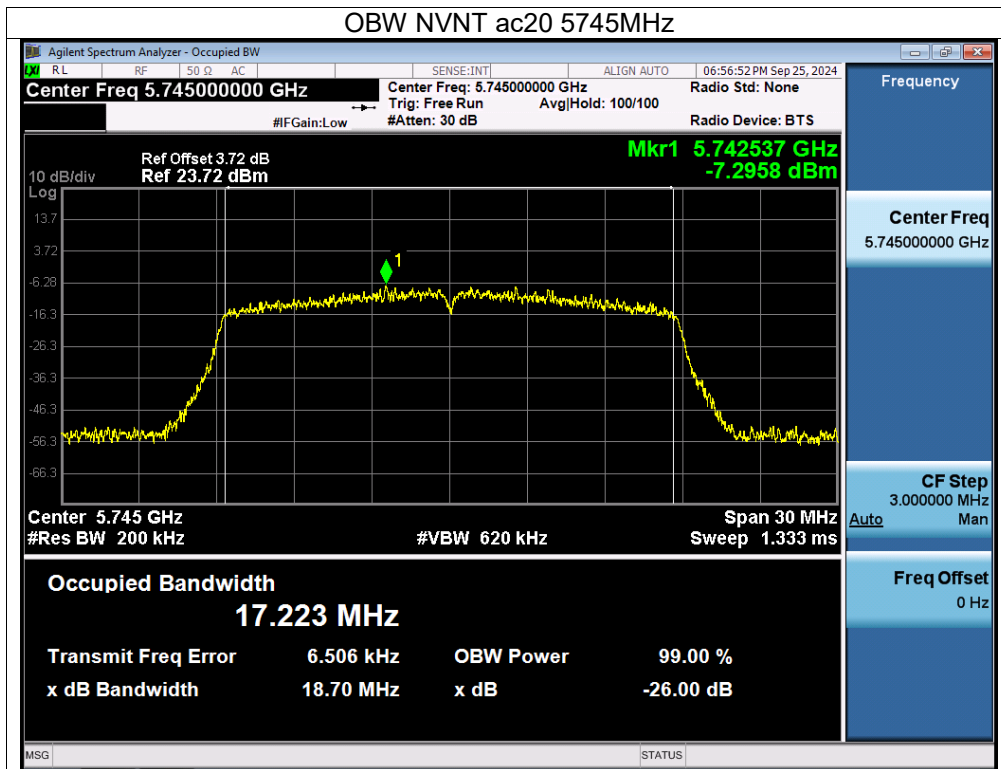 OBW NVNT ac20 5745MHz
Agilent Spectrum Analyzer - Occupied BW
LXI RL RF 50 Ω AC SENSE:INT ALIGN AUTO 06:56:52 PM Sep 25, 2024
Center Freq 5.745000000 GHz
Center Freq: 5.745000000 GHz
Radio Std: None
Trig: Free Run Avg|Hold: 100/100
#IFGain:Low
#Atten: 30 dB
Radio Device: BTS
Frequency
Mkr1 5.742537 GHz
-7.2958 dBm
Ref Offset 3.72 dB
10 dB/div Ref 23.72 dBm
Log
13.7
3.72
-6.28
-16.3
-26.3
-36.3
-46.3
-56.3
-66.3
1
Center 5.745 GHz Span 30 MHz
#Res BW 200 kHz #VBW 620 kHz Sweep 1.333 ms
Center Freq
5.745000000 GHz
CF Step
3.000000 MHz
Auto Man
Freq Offset
0 Hz
Occupied Bandwidth
17.223 MHz
Transmit Freq Error 6.506 kHz OBW Power 99.00 %
x dB Bandwidth 18.70 MHz x dB -26.00 dB
MSG STATUS